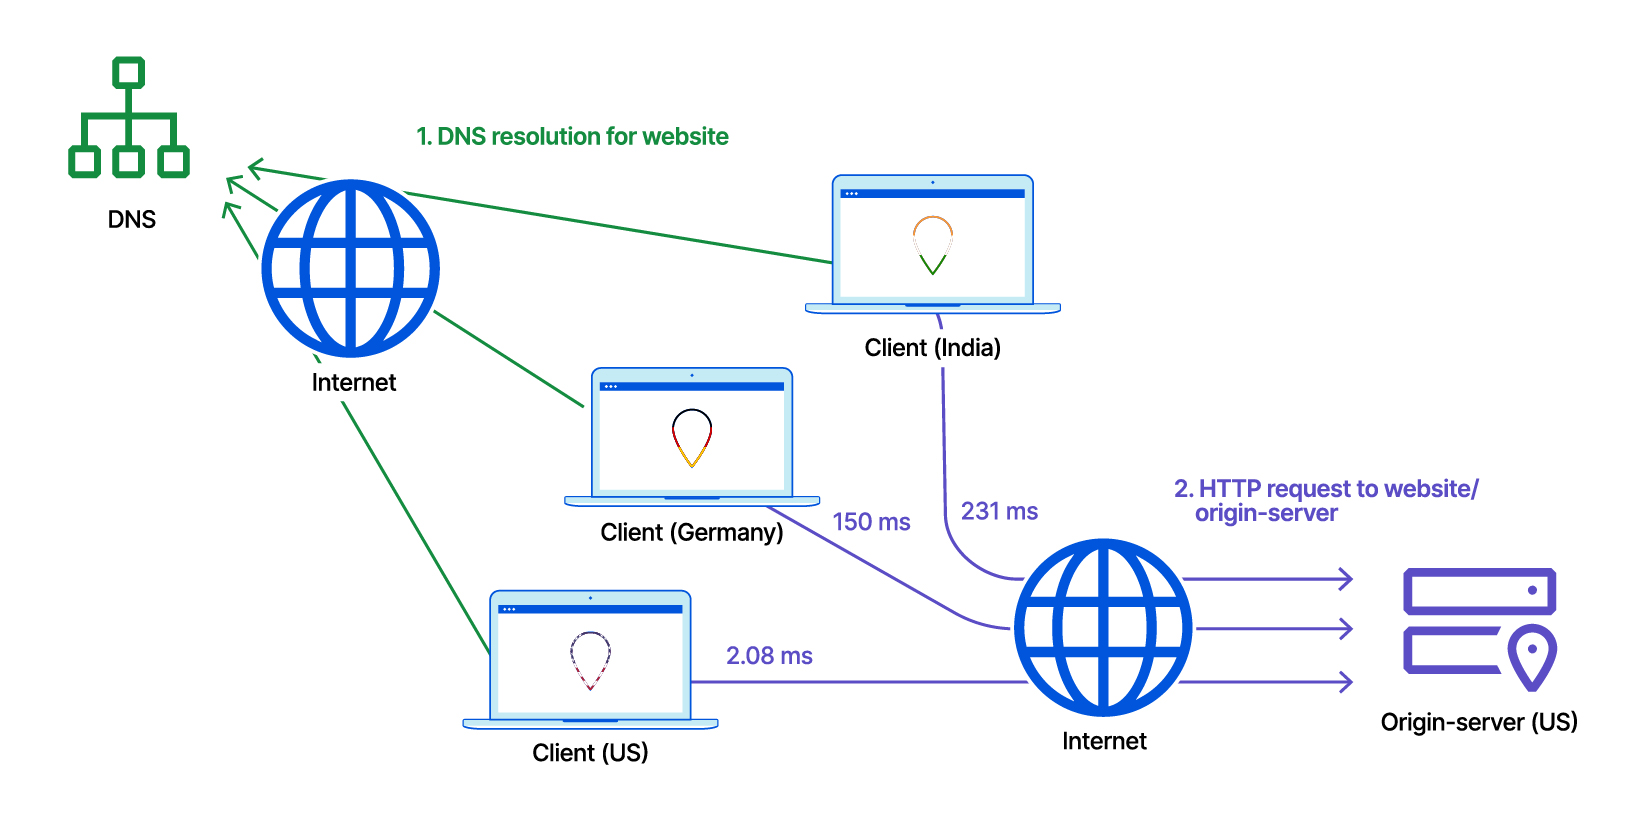 1. DNS resolution for website
DNS
Client (India)
Internet
Client (Germany)
150 ms
231 ms
2. HTTP request to website/
origin-server
2.08 ms
Client (US)
Internet
Origin-server (US)